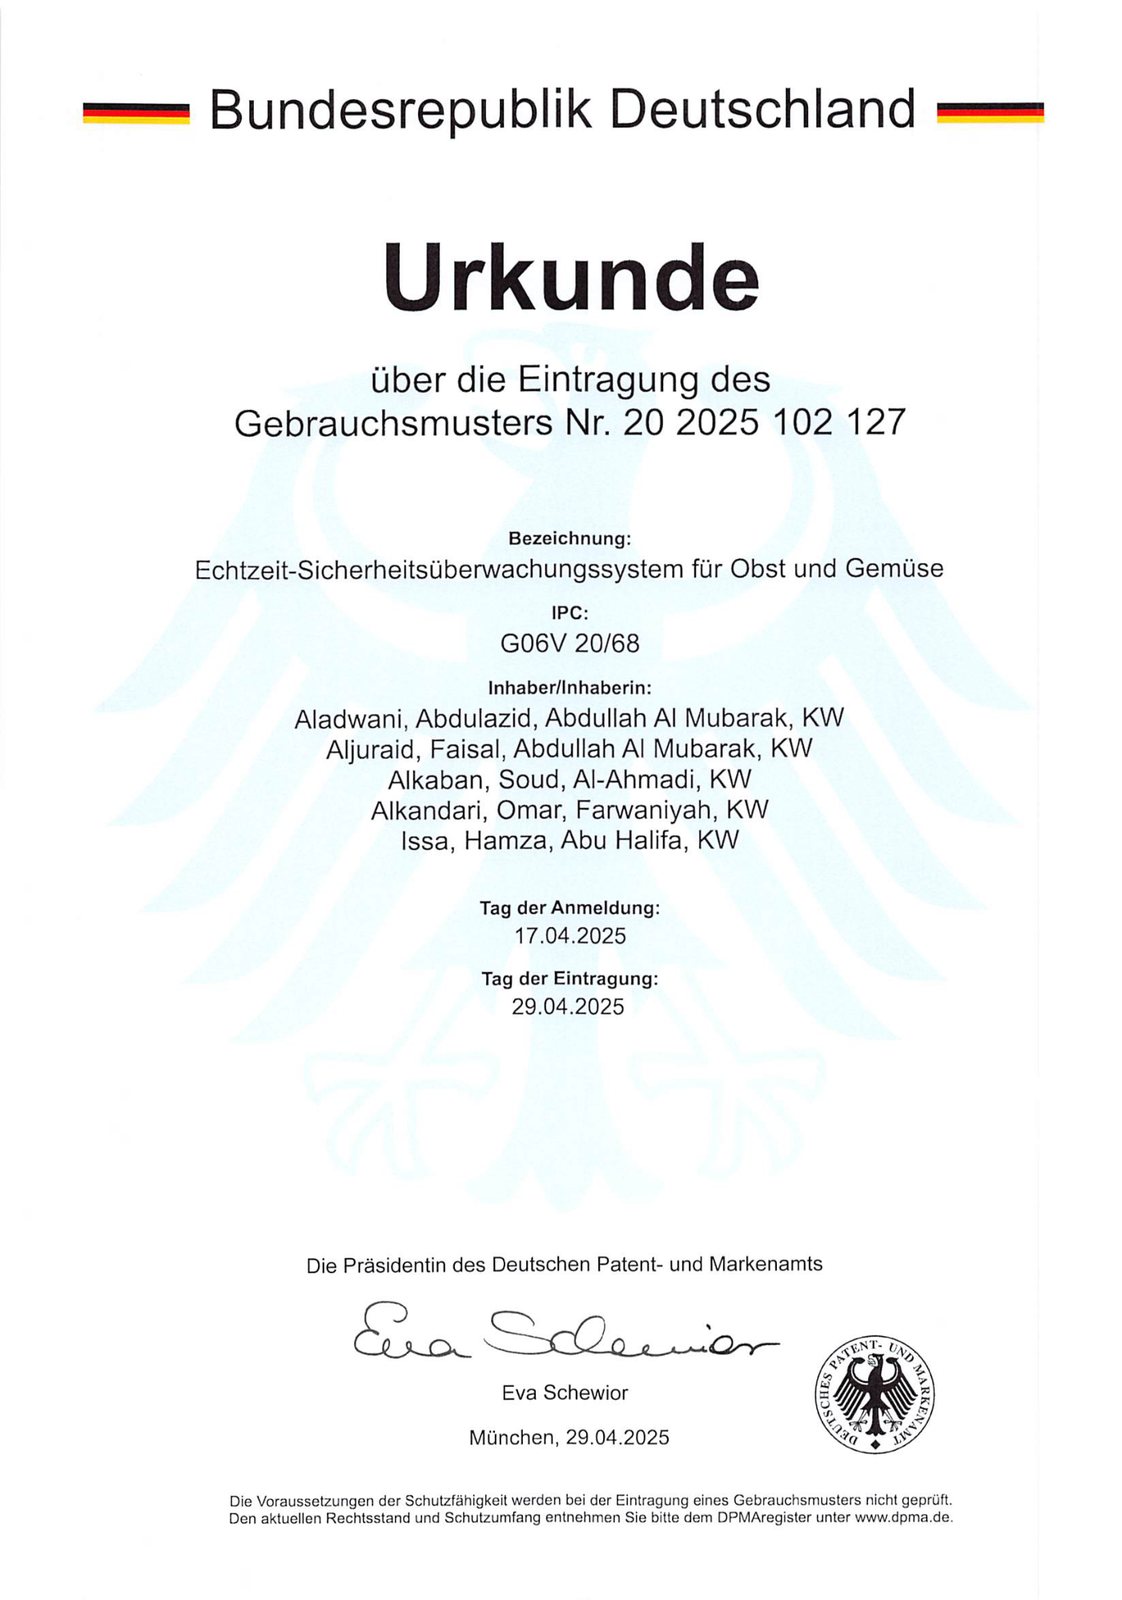 Bundesrepublik Deutschland
Urkunde
über die Eintragung des
Gebrauchsmusters Nr. 20 2025 102 127
Bezeichnung:
Echtzeit-Sicherheitsüberwachungssystem für Obst und Gemüse
IPC:
G06V 20/68
Inhaber/Inhaberin:
Aladwani, Abdulazid, Abdullah Al Mubarak, KW
Aljuraid, Faisal, Abdullah Al Mubarak, KW
Alkaban, Soud, Al-Ahmadi, KW
Alkandari, Omar, Farwaniyah, KW
Issa, Hamza, Abu Halifa, KW
Tag der Anmeldung:
17.04.2025
Tag der Eintragung:
29.04.2025
Die Präsidentin des Deutschen Patent- und Markenamts
Eva Schewior
Eva Schewior
München, 29.04.2025
DEUTSCHES PATENT- UND MARKENAMT
Die Voraussetzungen der Schutzfähigkeit werden bei der Eintragung eines Gebrauchsmusters nicht geprüft.
Den aktuellen Rechtsstand und Schutzumfang entnehmen Sie bitte dem DPMAregister unter www.dpma.de.